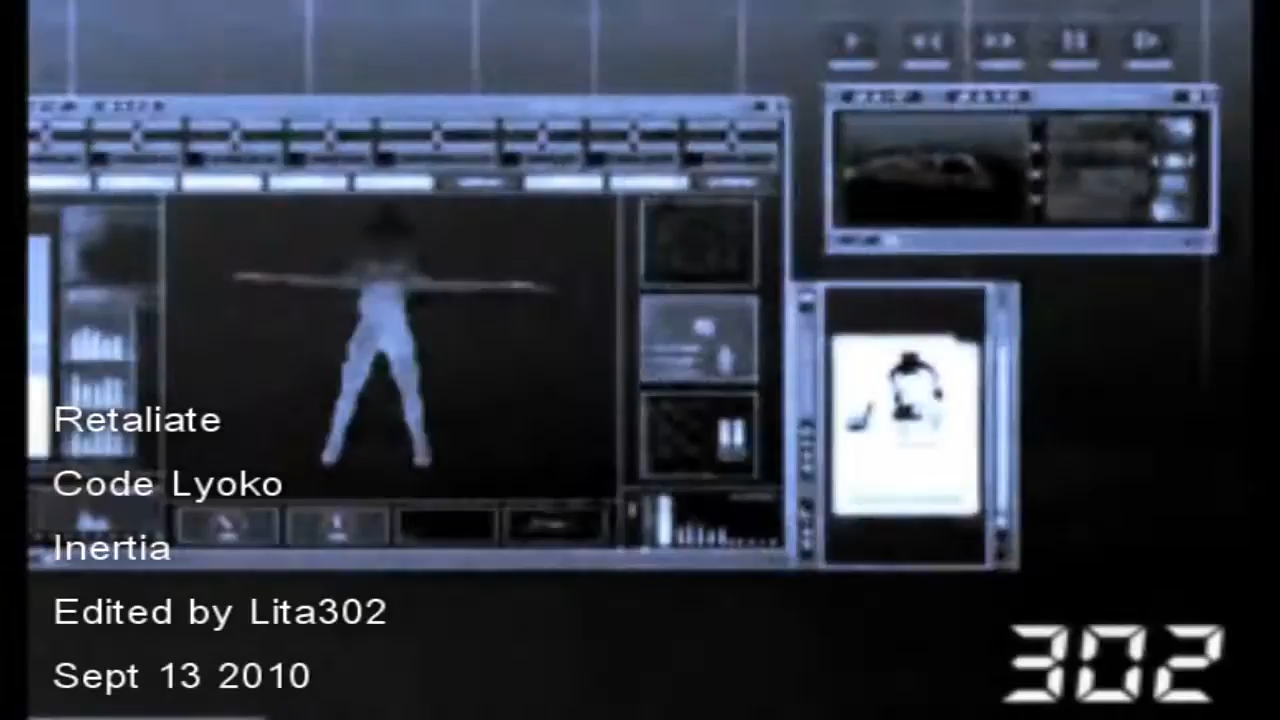 Retaliate
Code Lyoko
Inertia
Edited by Lita302
Sept 13 2010
302